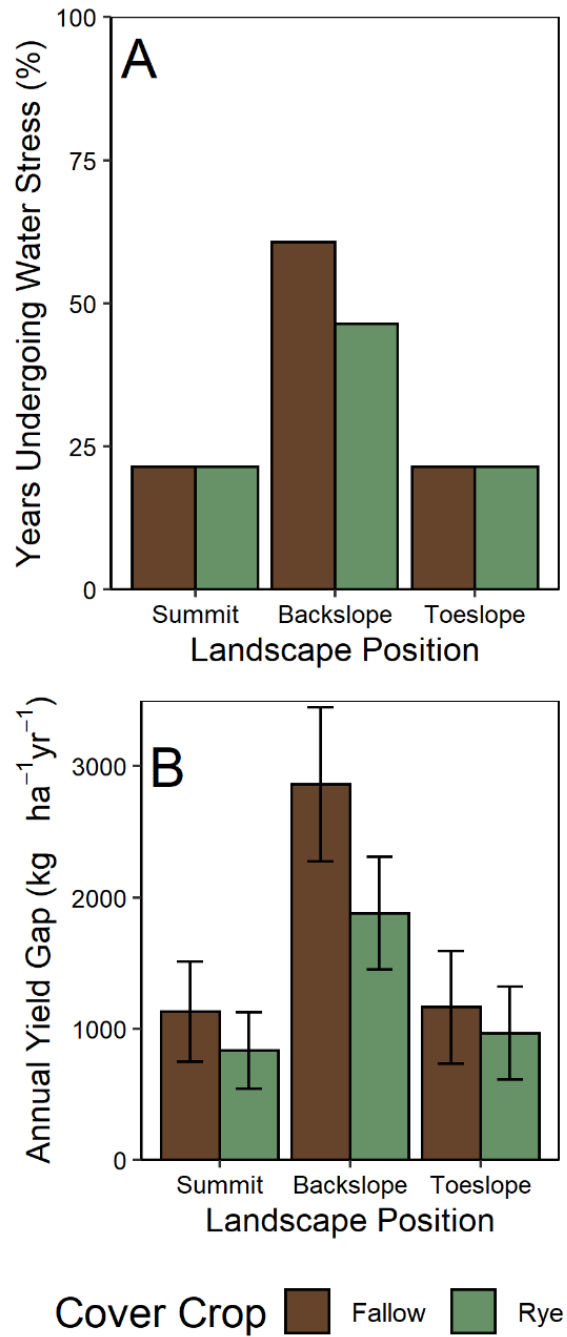 A
Years Undergoing Water Stress (%)
100
75
50
25
0
Summit Backslope Toeslope
Landscape Position
B
Annual Yield Gap (kg ha⁻¹yr⁻¹)
3000
2000
1000
0
Summit Backslope Toeslope
Landscape Position
Cover Crop Fallow Rye